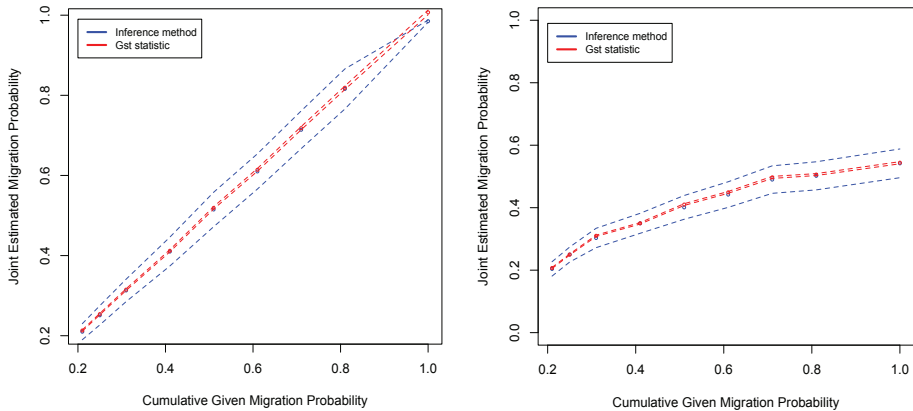 Joint Estimated Migration Probability
1.0
0.8
0.6
0.4
0.2
Inference method
Gst statistic
0.2 0.4 0.6 0.8 1.0
Cumulative Given Migration Probability
Joint Estimated Migration Probability
1.0
0.8
0.6
0.4
0.2
0.0
Inference method
Gst statistic
0.2 0.4 0.6 0.8 1.0
Cumulative Given Migration Probability